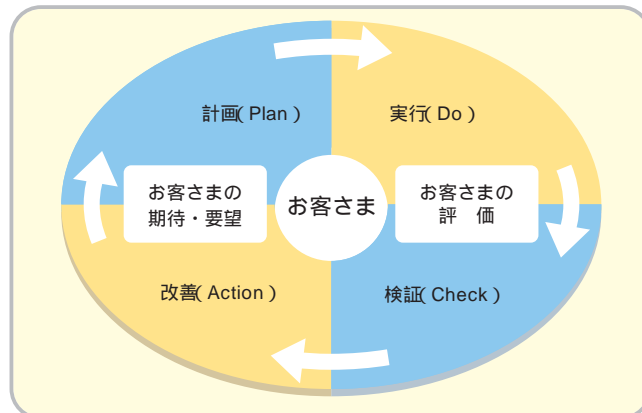 計画( Plan )
実行( Do )
お客さまの
期待・要望
お客さま
お客さまの
評　価
改善( Action )
検証( Check )